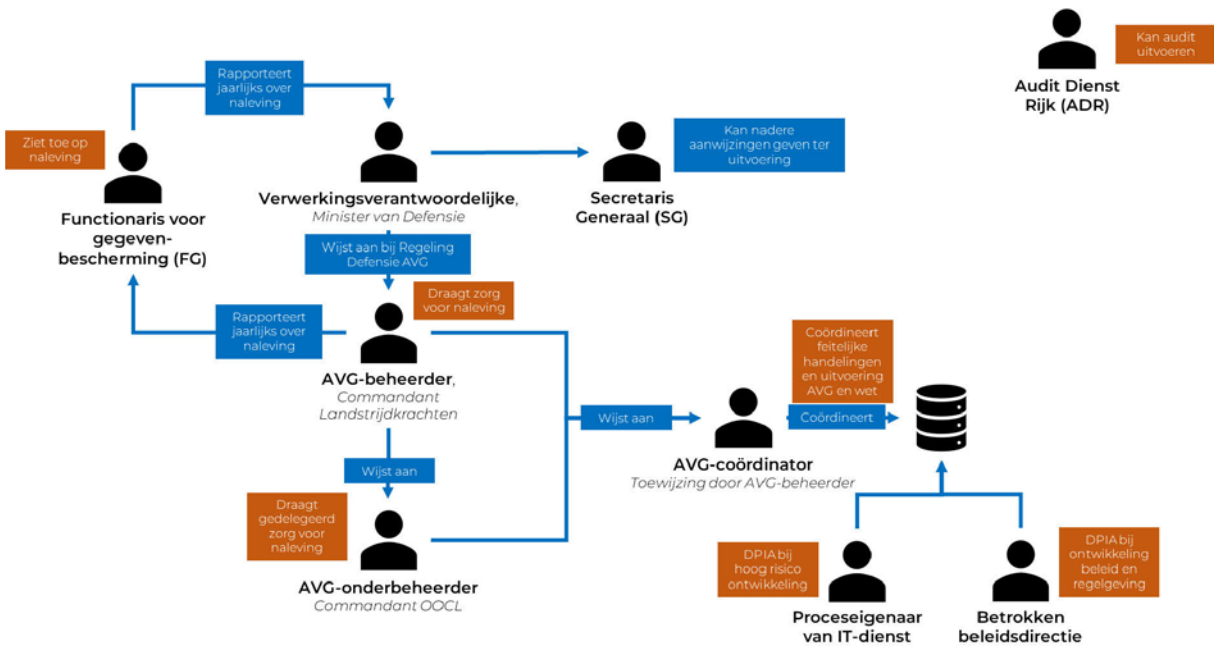 Kan audit
uitvoeren
Audit Dienst
Rijk (ADR)
Rapporteert
jaarlijks over
naleving
Ziet toe op
naleving
Kan nadere
aanwijzingen geven ter
uitvoering
Functionaris voor
gegeven-
bescherming (FG)
Verwerkingsverantwoordelijke,
Minister van Defensie
Secretaris
Generaal (SG)
Wijst aan bij Regeling
Defensie AVG
Draagt zorg
voor naleving
Rapporteert
jaarlijks over
naleving
AVG-beheerder,
Commandant
Landstrijdkrachten
Coördineert
feitelijke
handelingen
en uitvoering
AVG en wet
Wijst aan
Coördineert
AVG-coördinator
Toewijzing door AVG-beheerder
Wijst aan
Draagt
gedelegeerd
zorg voor
naleving
AVG-onderbeheerder
Commandant OOCL
DPIA bij
hoog risico
ontwikkeling
DPIA bij
ontwikkeling
beleid en
regelgeving
Proceseigenaar
van IT-dienst
Betrokken
beleidsdirectie